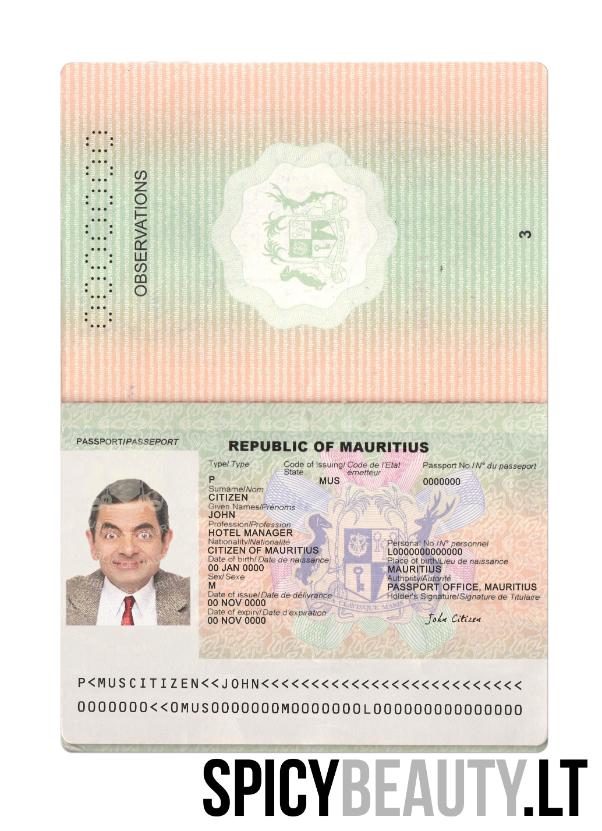 0000000
OBSERVATIONS
3
PASSPORT/PASSEPORT
REPUBLIC OF MAURITIUS
Type/Type Code of Issuing/Code de l'Etat Passport No./N° du passeport
State émetteur
P MUS 0000000
Surname/Nom
CITIZEN
Given Names/Prénoms
JOHN
Profession/Profession
HOTEL MANAGER
Nationality/Nationalité Personal No./N° personnel
CITIZEN OF MAURITIUS L0000000000000
Date of birth/Date de naissance Place of birth/Lieu de naissance
00 JAN 0000 MAURITIUS
Sex/Sexe Authority/Autorité
M PASSPORT OFFICE, MAURITIUS
Date of issue/Date de délivrance Holder's Signature/Signature de Titulaire
00 NOV 0000
Date of expiry/Date d'expiration
00 NOV 0000 John Citizen
P<MUSCITIZEN<<JOHN<<<<<<<<<<<<<<<<<<<<<<<<<<
0000000<<0MUS0000000M0000000L000000000000000
SPICYBEAUTY.LT